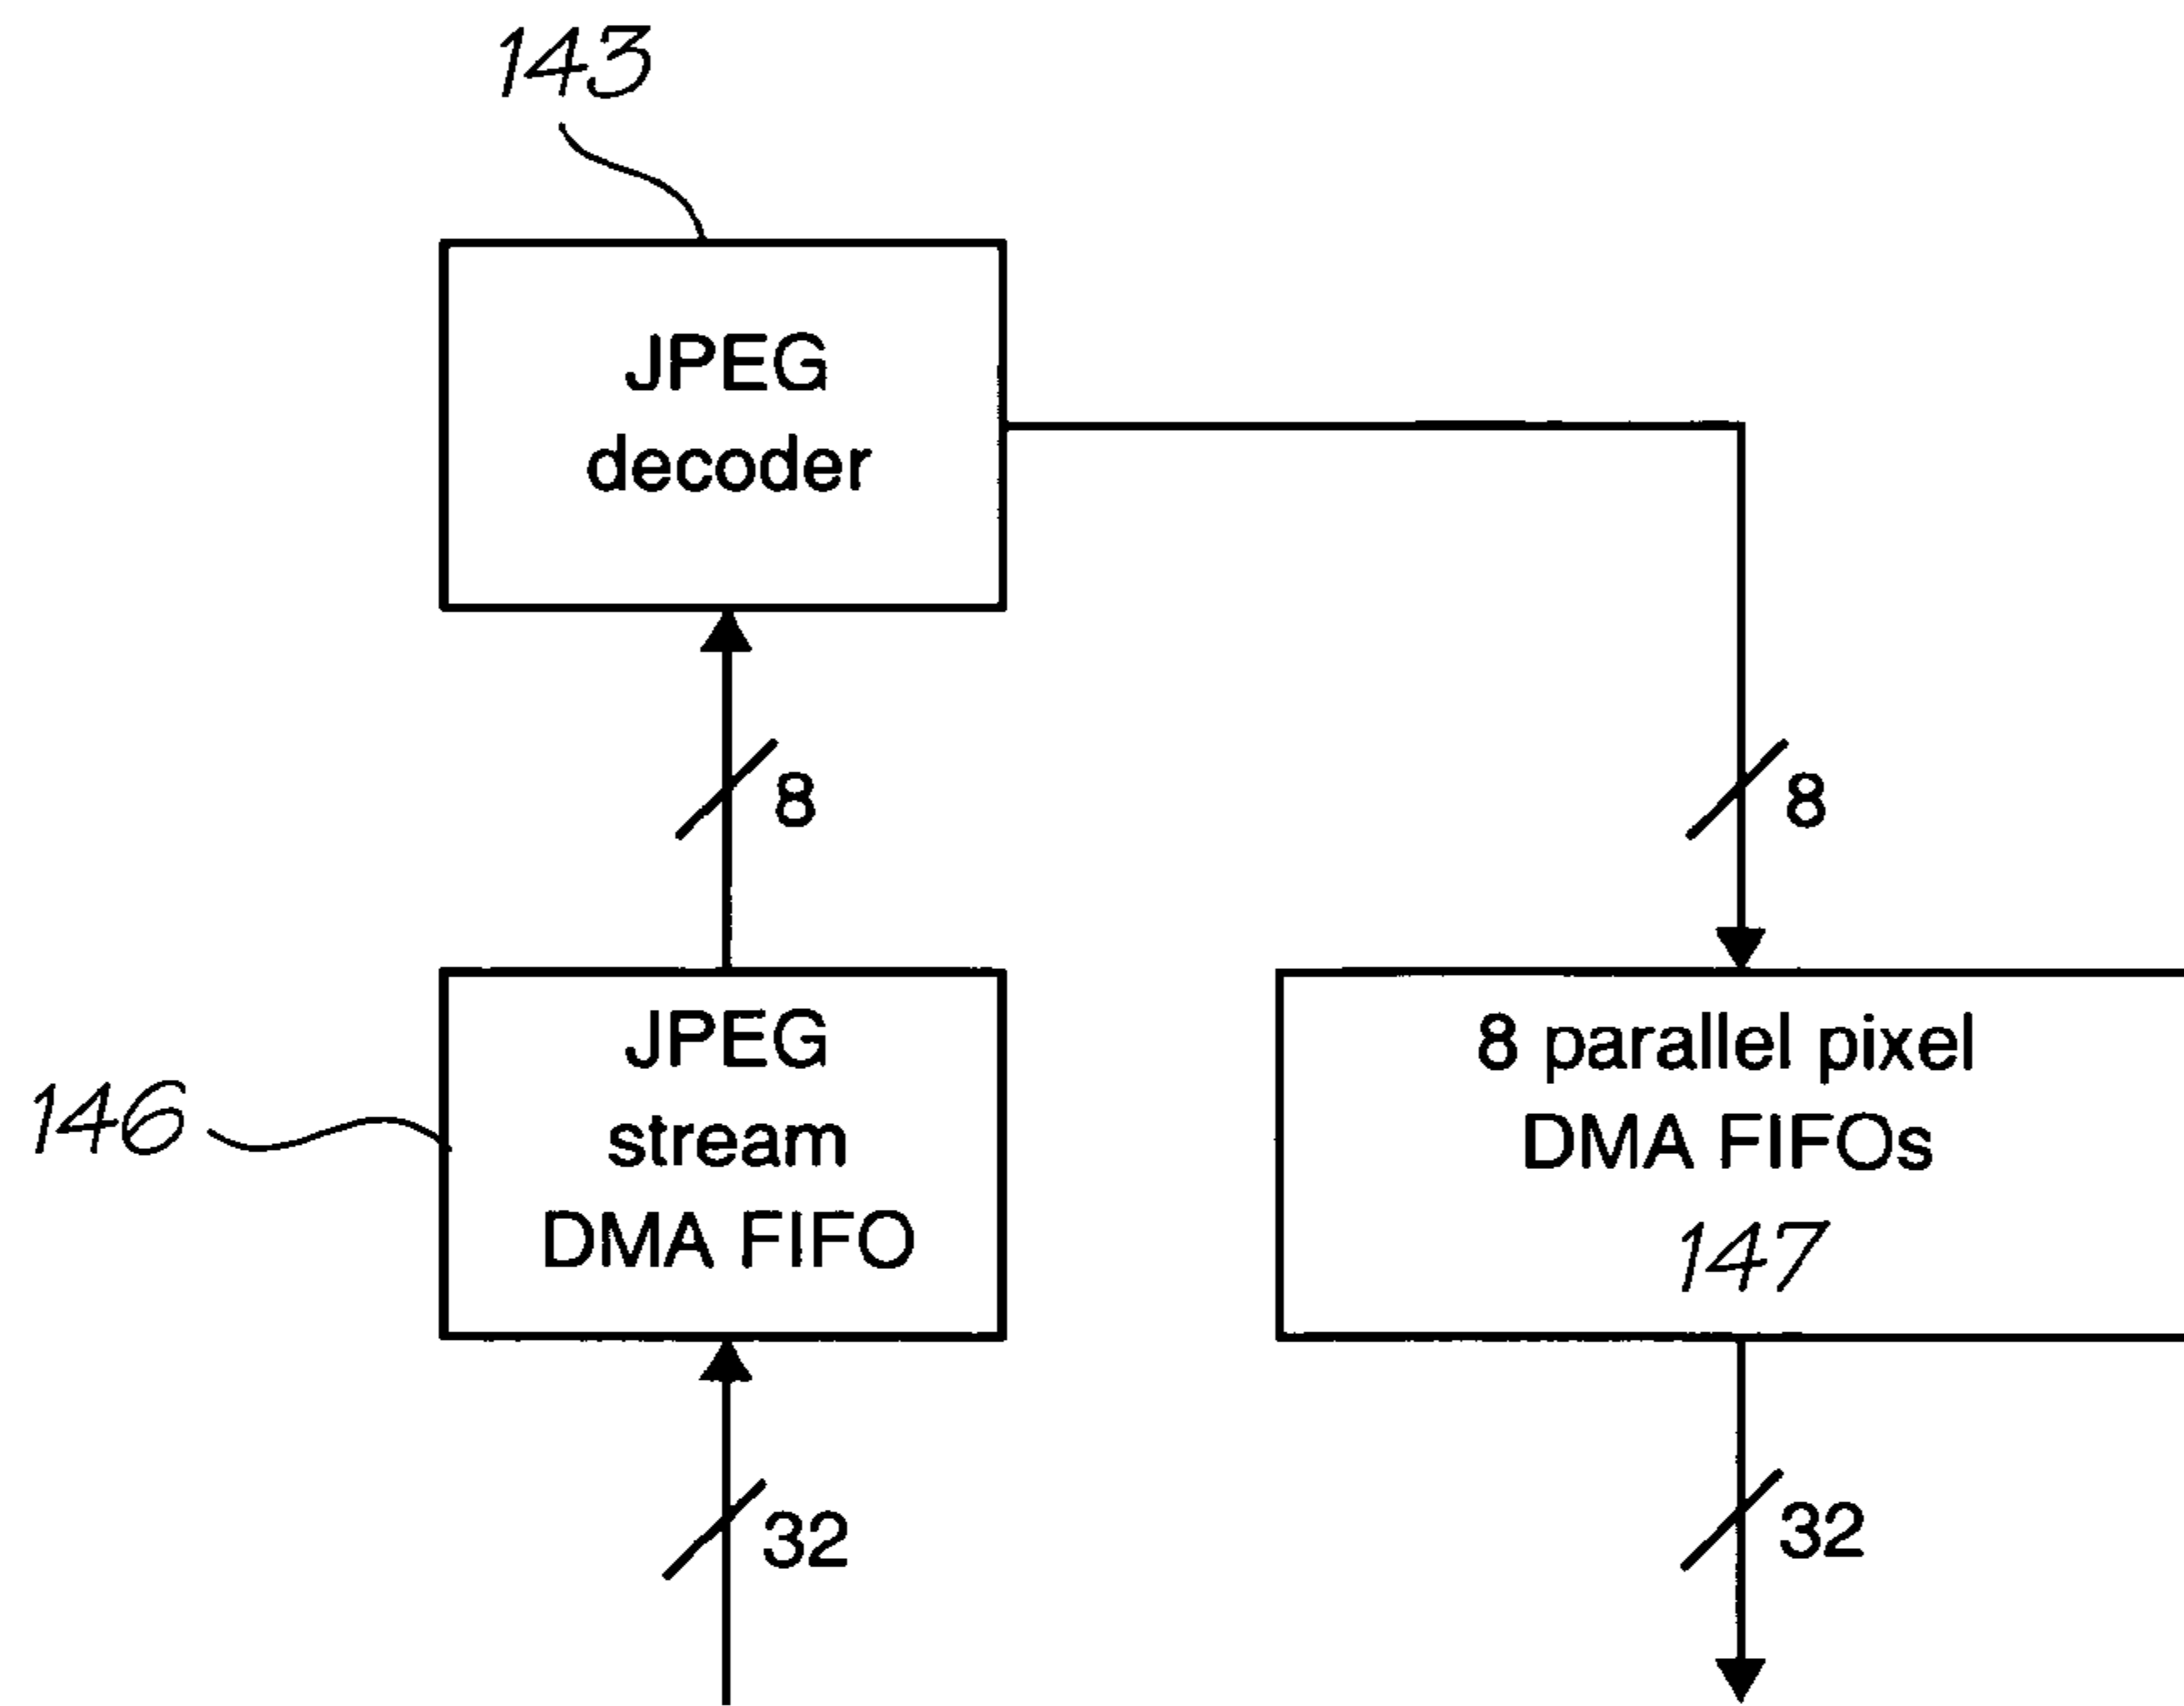 143
JPEG
decoder
8
8
146
JPEG
stream
DMA FIFO
8 parallel pixel
DMA FIFOs
147
32
32